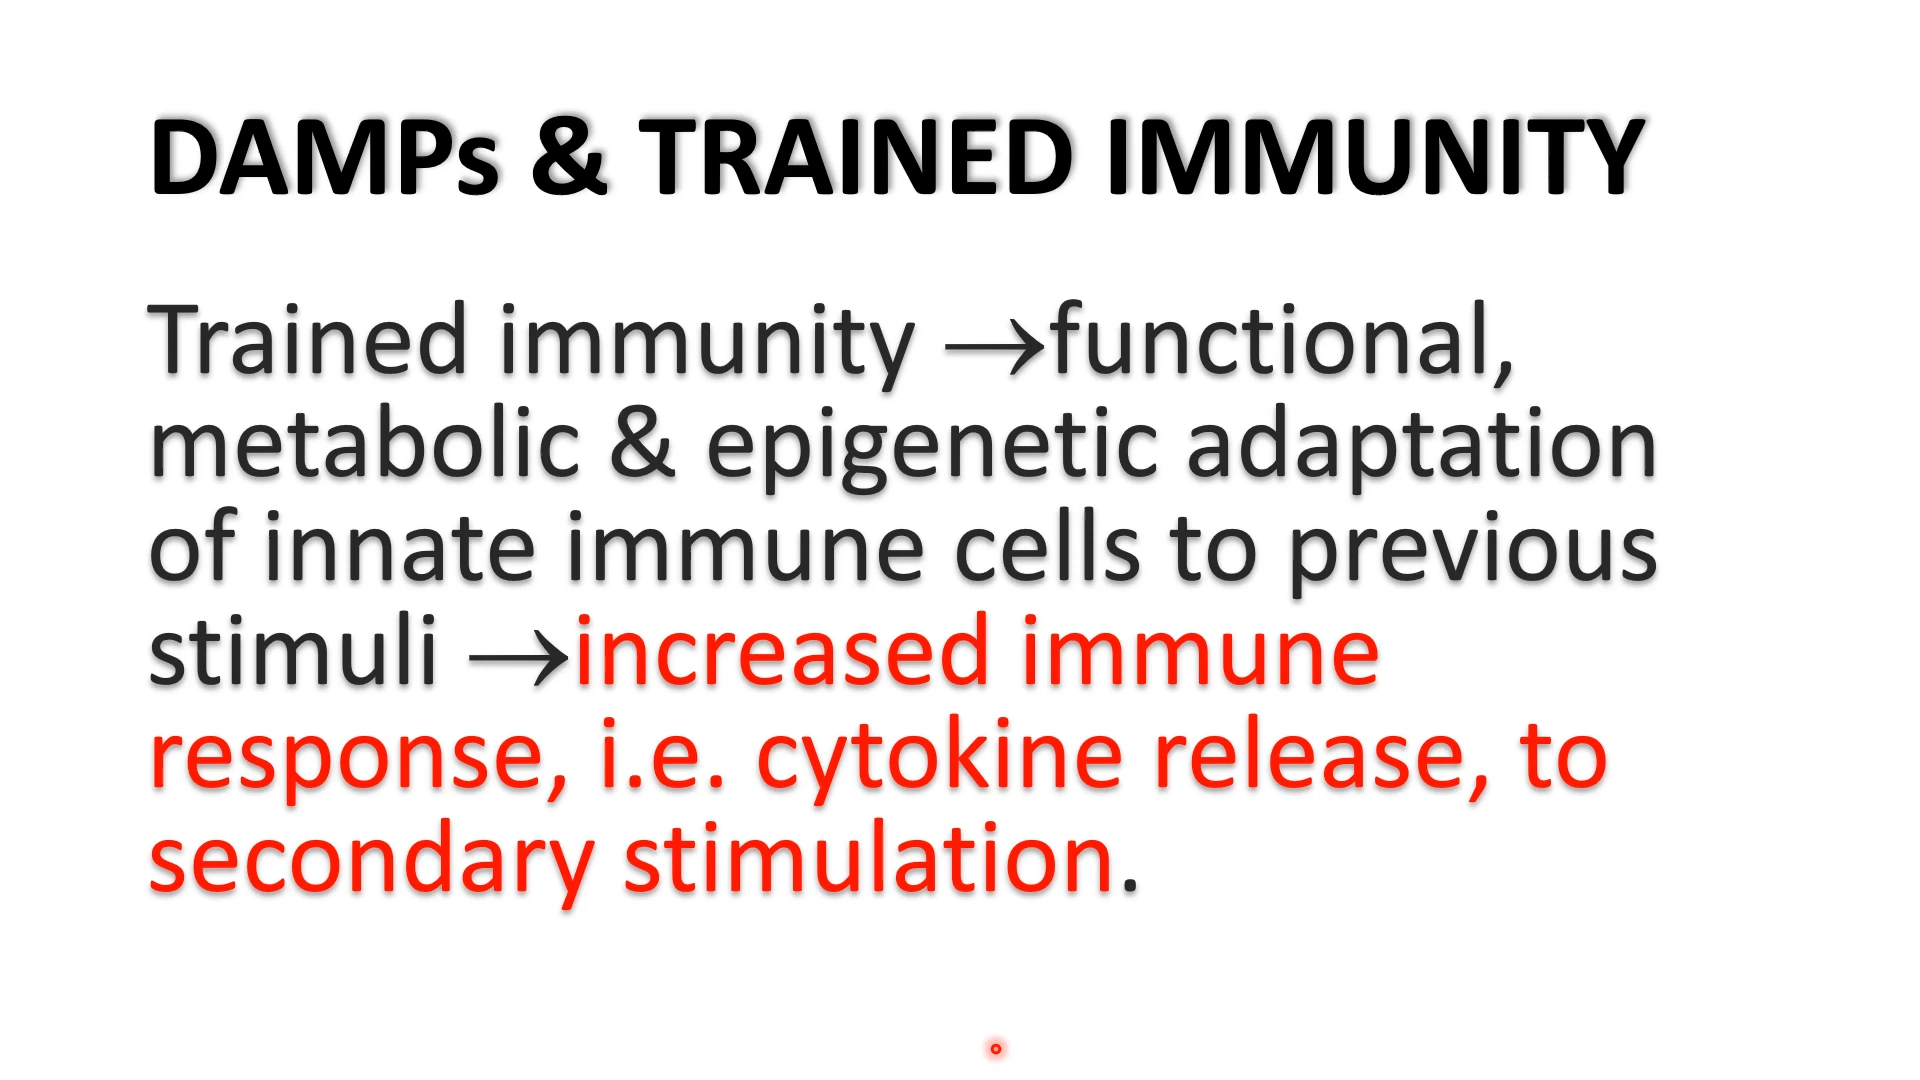 DAMPs & TRAINED IMMUNITY
Trained immunity →functional,
metabolic & epigenetic adaptation
of innate immune cells to previous
stimuli →increased immune
response, i.e. cytokine release, to
secondary stimulation.